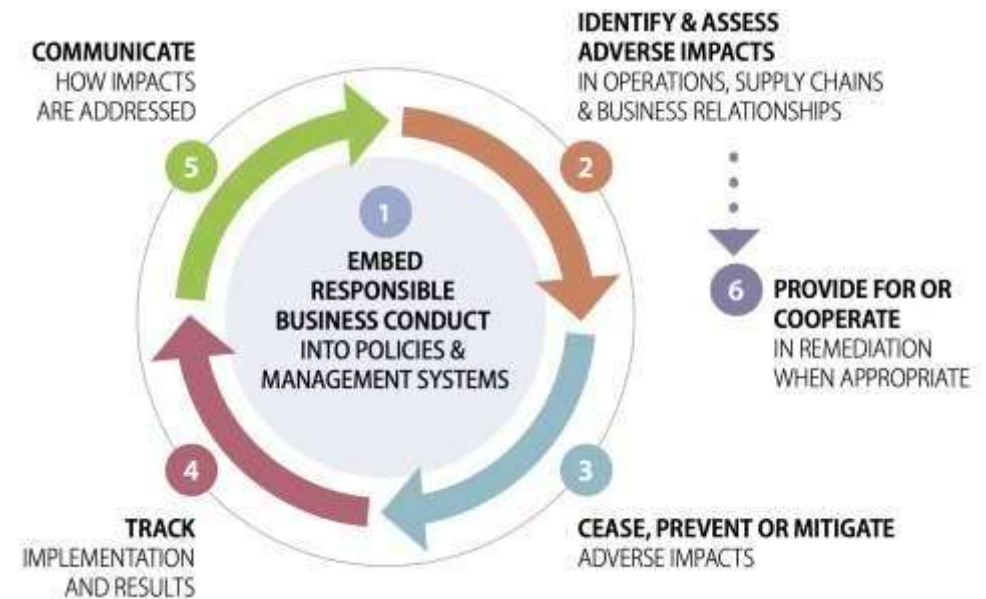 1
EMBED
RESPONSIBLE
BUSINESS CONDUCT
INTO POLICIES &
MANAGEMENT SYSTEMS
2
IDENTIFY & ASSESS
ADVERSE IMPACTS
IN OPERATIONS, SUPPLY CHAINS
& BUSINESS RELATIONSHIPS
3
CEASE, PREVENT OR MITIGATE
ADVERSE IMPACTS
4
TRACK
IMPLEMENTATION
AND RESULTS
5
COMMUNICATE
HOW IMPACTS
ARE ADDRESSED
6
PROVIDE FOR OR
COOPERATE
IN REMEDIATION
WHEN APPROPRIATE